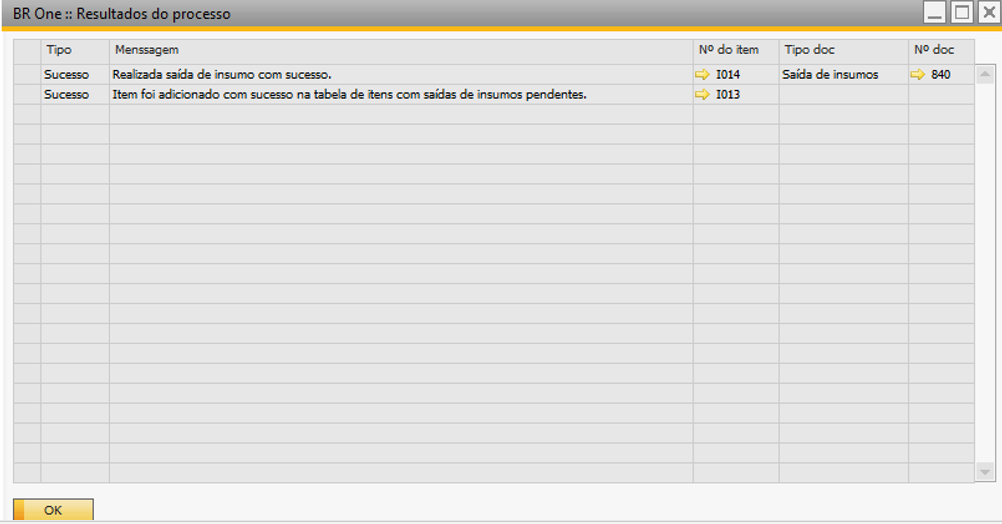 BR One :: Resultados do processo
Tipo Menssagem Nº do item Tipo doc Nº doc
Sucesso Realizada saída de insumo com sucesso. I014 Saída de insumos 840
Sucesso Item foi adicionado com sucesso na tabela de itens com saídas de insumos pendentes. I013
OK